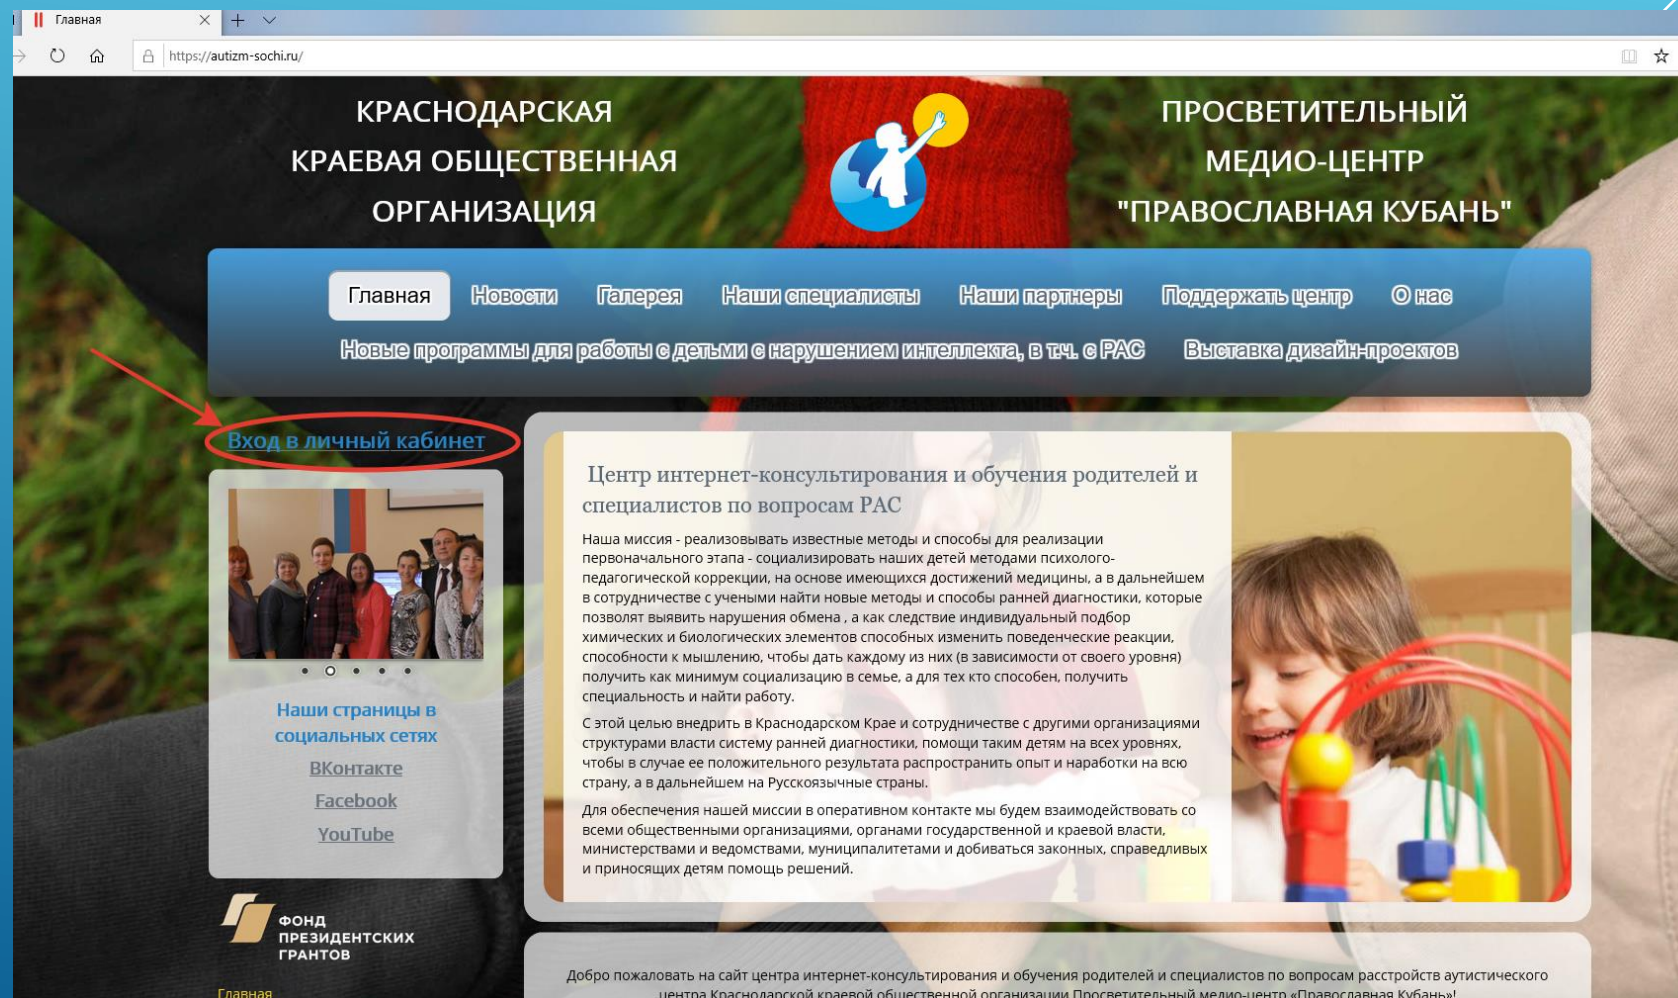 Главная
https://autizm-sochi.ru/
КРАСНОДАРСКАЯ
КРАЕВАЯ ОБЩЕСТВЕННАЯ
ОРГАНИЗАЦИЯ
ПРОСВЕТИТЕЛЬНЫЙ
МЕДИО-ЦЕНТР
"ПРАВОСЛАВНАЯ КУБАНЬ"
Главная Новости Галерея Наши специалисты Наши партнеры Поддержать центр О нас
Новые программы для работы с детьми с нарушением интеллекта, в т.ч. с РАС Выставка дизайн-проектов
Вход в личный кабинет
Наши страницы в
социальных сетях
ВКонтакте
Facebook
YouTube
ФОНД
ПРЕЗИДЕНТСКИХ
ГРАНТОВ
Главная
Центр интернет-консультирования и обучения родителей и
специалистов по вопросам РАС
Наша миссия - реализовывать известные методы и способы для реализации
первоначального этапа - социализировать наших детей методами психолого-
педагогической коррекции, на основе имеющихся достижений медицины, а в дальнейшем
в сотрудничестве с учеными найти новые методы и способы ранней диагностики, которые
позволят выявить нарушения обмена , а как следствие индивидуальный подбор
химических и биологических элементов способных изменить поведенческие реакции,
способности к мышлению, чтобы дать каждому из них (в зависимости от своего уровня)
получить как минимум социализацию в семье, а для тех кто способен, получить
специальность и найти работу.
С этой целью внедрить в Краснодарском Крае и сотрудничестве с другими организациями
структурами власти систему ранней диагностики, помощи таким детям на всех уровнях,
чтобы в случае ее положительного результата распространить опыт и наработки на всю
страну, а в дальнейшем на Русскоязычные страны.
Для обеспечения нашей миссии в оперативном контакте мы будем взаимодействовать со
всеми общественными организациями, органами государственной и краевой власти,
министерствами и ведомствами, муниципалитетами и добиваться законных, справедливых
и приносящих детям помощь решений.
Добро пожаловать на сайт центра интернет-консультирования и обучения родителей и специалистов по вопросам расстройств аутистического
центра Краснодарской краевой общественной организации Просветительный медио-центр «Православная Кубань»!